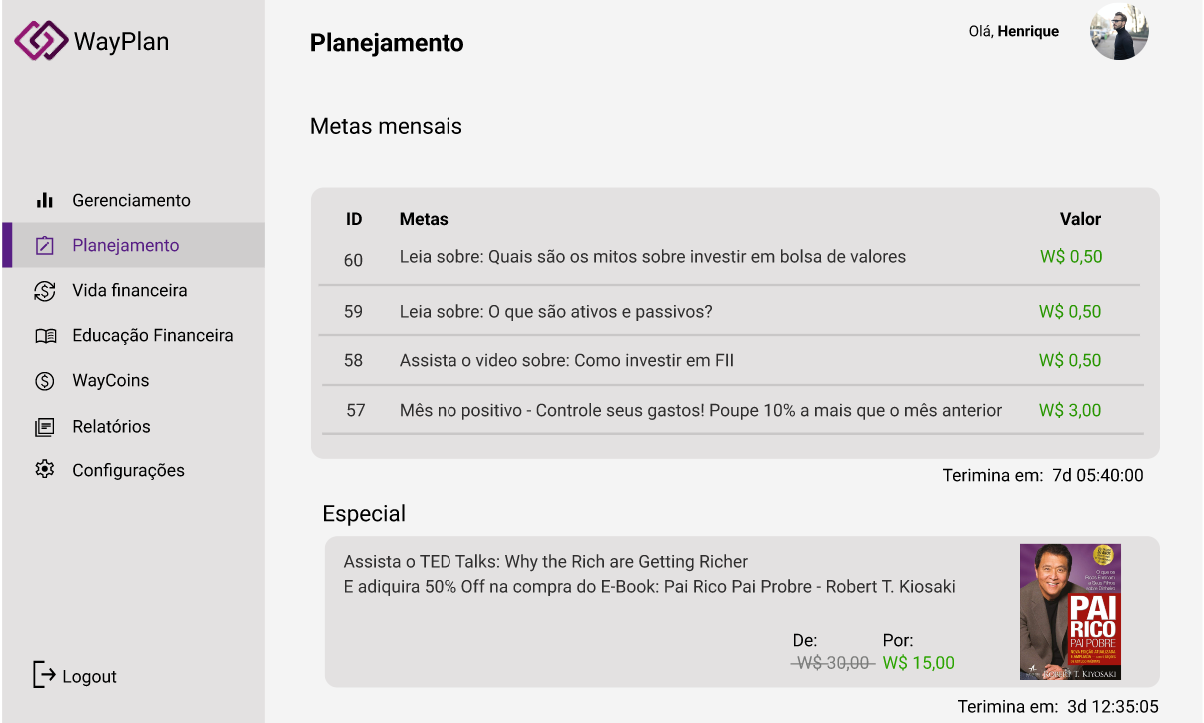 WayPlan
Planejamento
Olá, Henrique
Metas mensais
Gerenciamento
Planejamento
Vida financeira
Educação Financeira
WayCoins
Relatórios
Configurações
Logout
ID Metas Valor
60 Leia sobre: Quais são os mitos sobre investir em bolsa de valores W$ 0,50
59 Leia sobre: O que são ativos e passivos? W$ 0,50
58 Assista o video sobre: Como investir em FII W$ 0,50
57 Mês no positivo - Controle seus gastos! Poupe 10% a mais que o mês anterior W$ 3,00
Terimina em: 7d 05:40:00
Especial
Assista o TED Talks: Why the Rich are Getting Richer
E adiquira 50% Off na compra do E-Book: Pai Rico Pai Probre - Robert T. Kiosaki
De: Por:
W$ 30,00 W$ 15,00
PAI
RICO
PAI POBRE
ROBERT T. KIYOSAKI
Terimina em: 3d 12:35:05